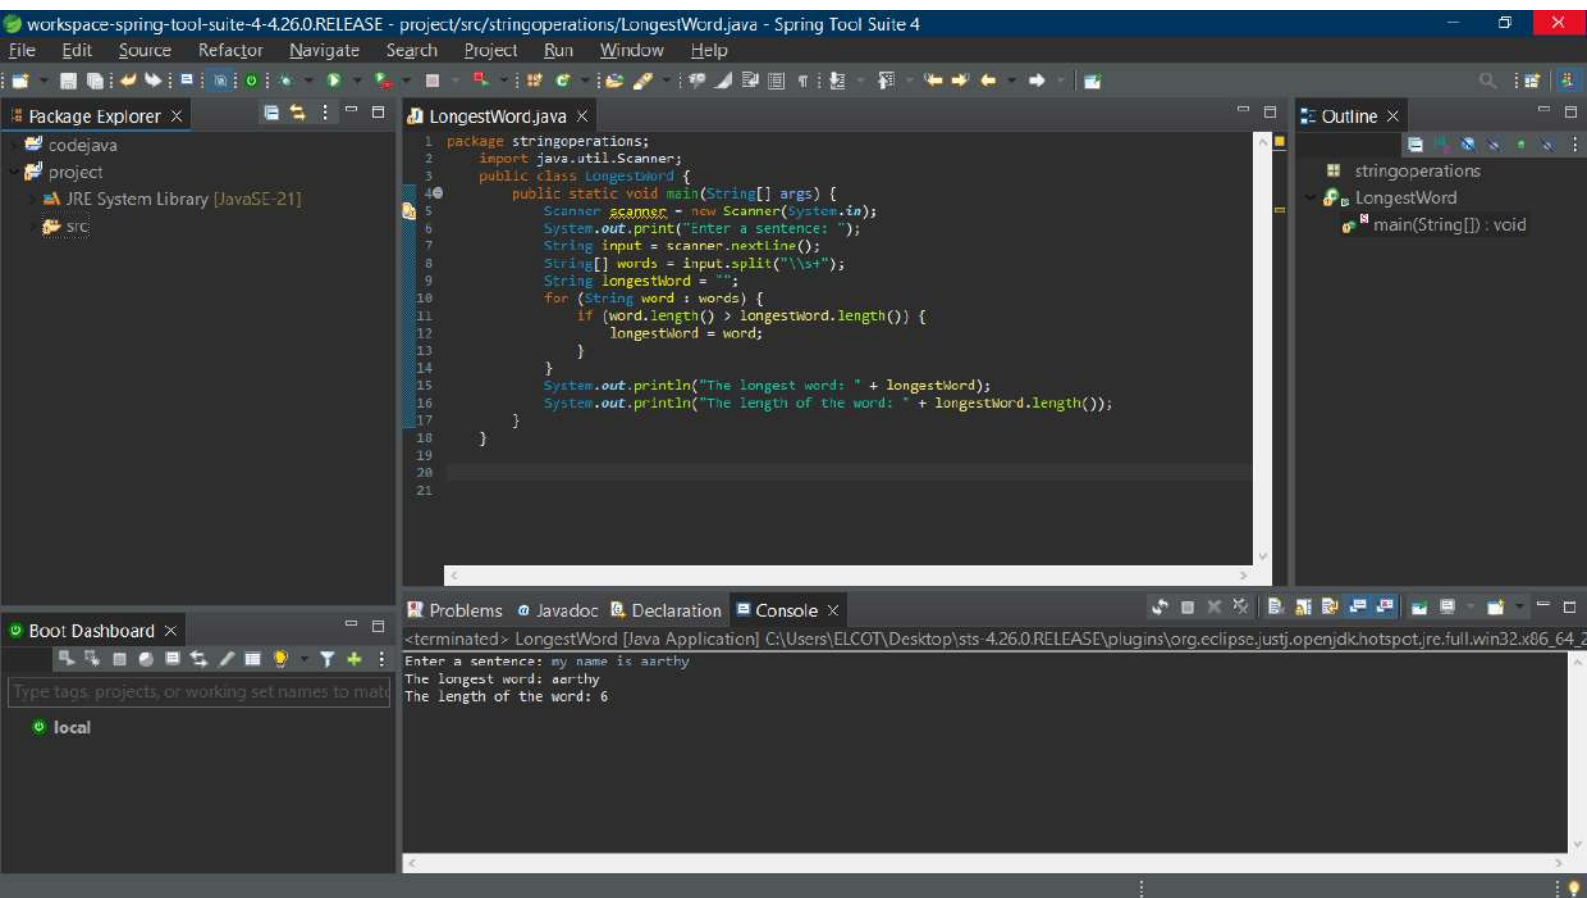 workspace-spring-tool-suite-4-4.26.0.RELEASE - project/src/stringoperations/LongestWord.java - Spring Tool Suite 4
File Edit Source Refactor Navigate Search Project Run Window Help
Package Explorer
codejava
project
JRE System Library [JavaSE-21]
src
LongestWord.java
1 package stringoperations;
2 import java.util.Scanner;
3 public class LongestWord {
4 public static void main(String[] args) {
5 Scanner scanner = new Scanner(System.in);
6 System.out.print("Enter a sentence: ");
7 String input = scanner.nextLine();
8 String[] words = input.split("\\s+");
9 String longestWord = "";
10 for (String word : words) {
11 if (word.length() > longestWord.length()) {
12 longestWord = word;
13 }
14 }
15 System.out.println("The longest word: " + longestWord);
16 System.out.println("The length of the word: " + longestWord.length());
17 }
18 }
19
20
21
Outline
stringoperations
LongestWord
main(String[]) : void
Boot Dashboard
Type tags, projects, or working set names to matc
local
Problems Javadoc Declaration Console
<terminated> LongestWord [Java Application] C:\Users\ELCOT\Desktop\sts-4.26.0.RELEASE\plugins\org.eclipse.justj.openjdk.hotspot.jre.full.win32.x86_64_2
Enter a sentence: my name is aarthy
The longest word: aarthy
The length of the word: 6